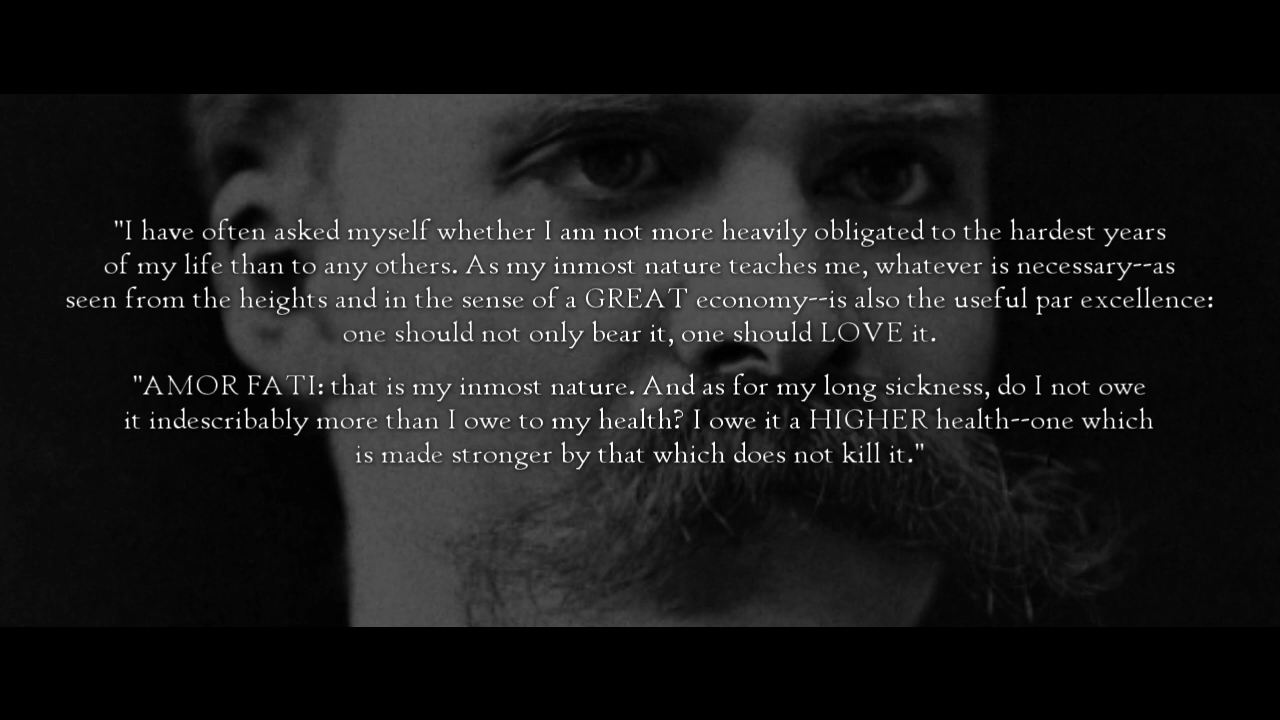 "I have often asked myself whether I am not more heavily obligated to the hardest years
of my life than to any others. As my inmost nature teaches me, whatever is necessary--as
seen from the heights and in the sense of a GREAT economy--is also the useful par excellence:
one should not only bear it, one should LOVE it.
"AMOR FATI: that is my inmost nature. And as for my long sickness, do I not owe
it indescribably more than I owe to my health? I owe it a HIGHER health--one which
is made stronger by that which does not kill it."